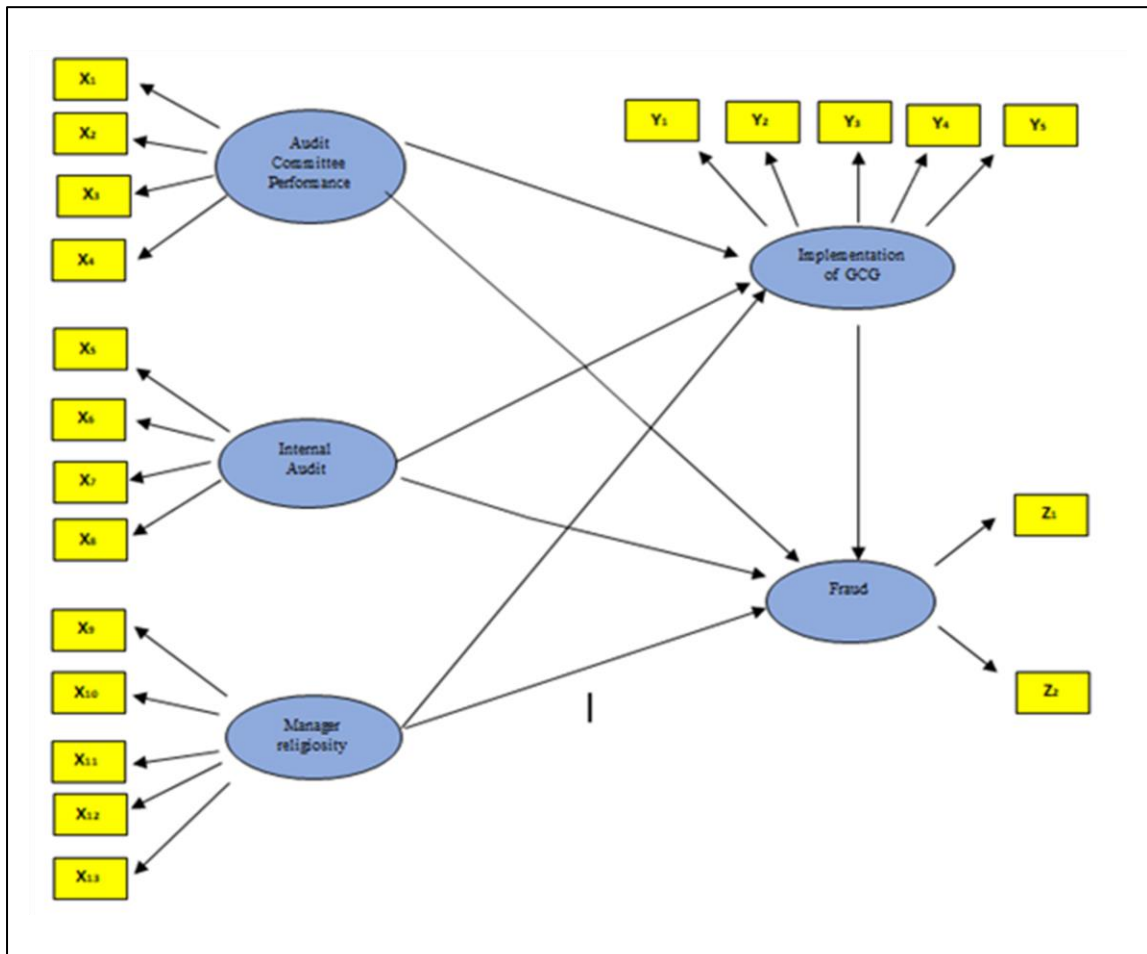 X₁
X₂
X₃
X₄
Audit
Committee
Performance
Y₁ Y₂ Y₃ Y₄ Y₅
Implementation
of GCG
X₅
X₆
X₇
X₈
Internal
Audit
Fraud
Z₁
Z₂
X₉
X₁₀
X₁₁
X₁₂
X₁₃
Manager
religiosity